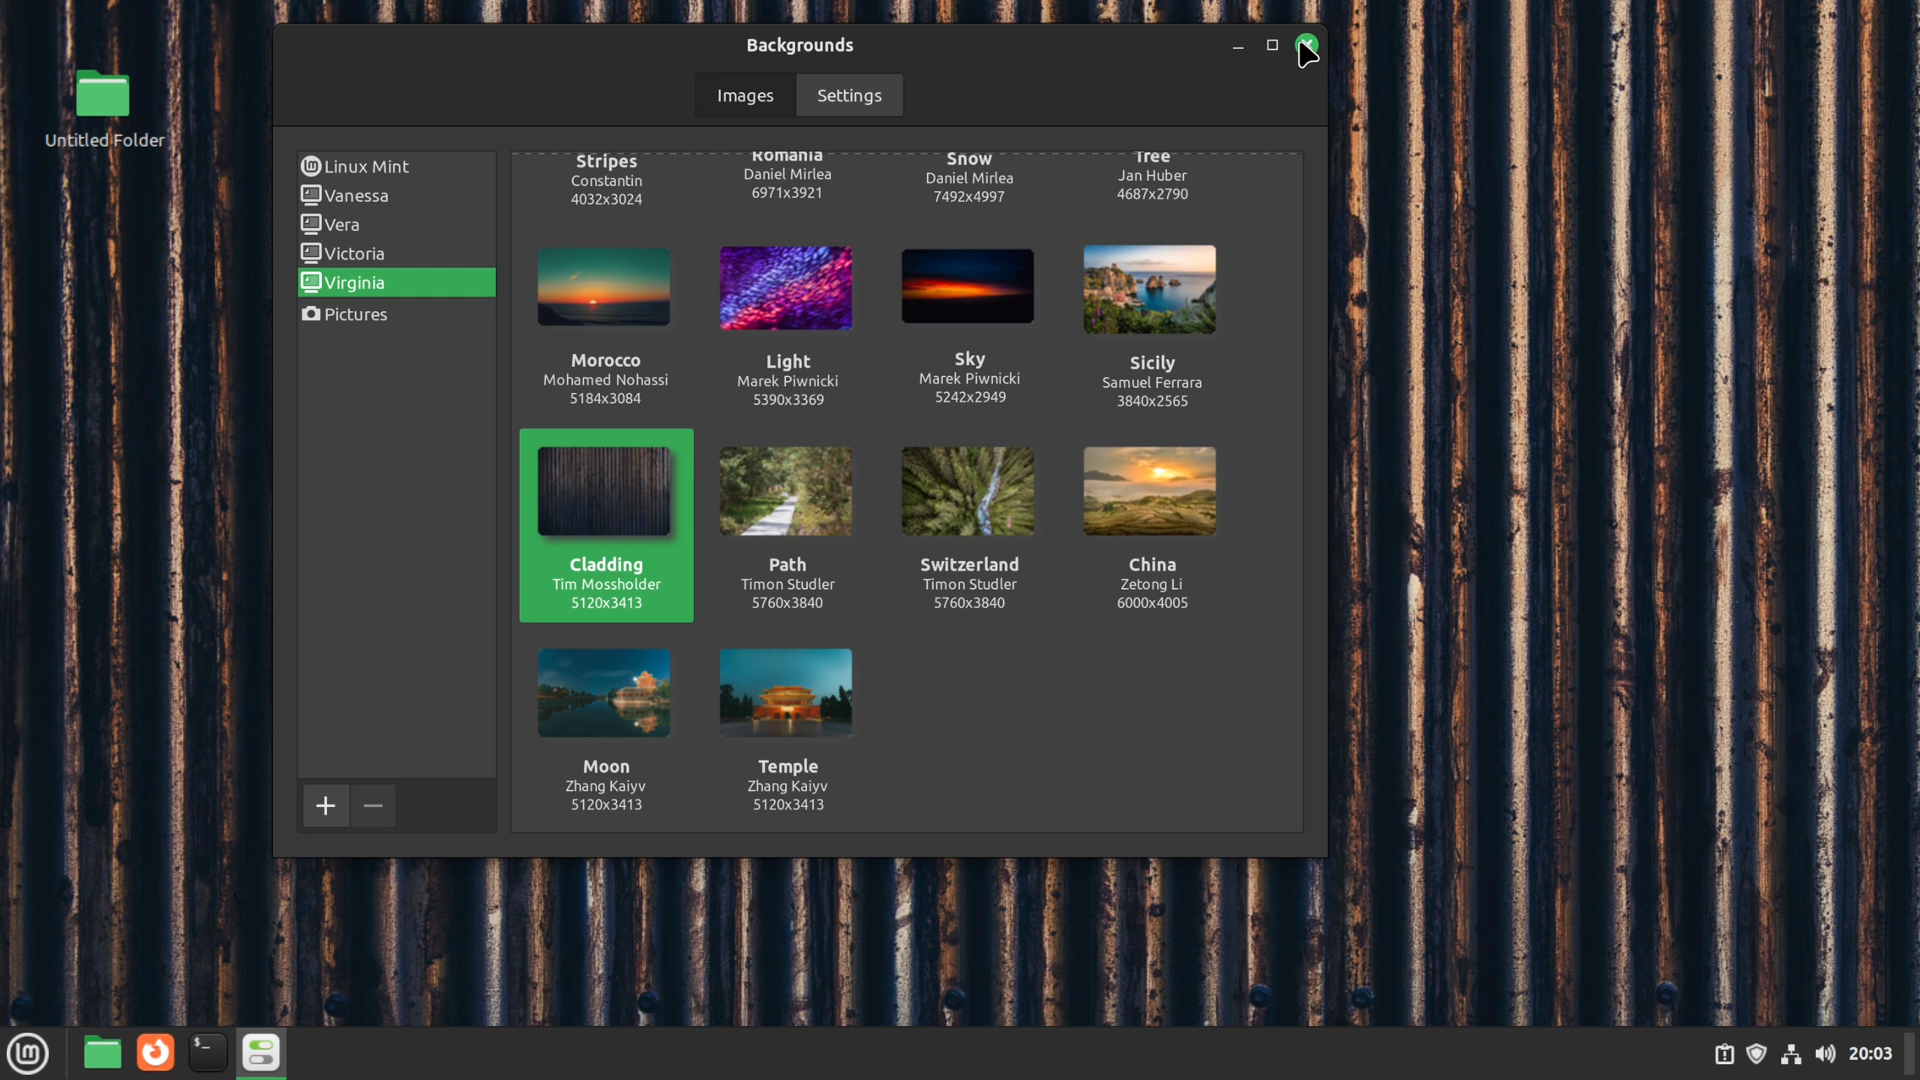 Backgrounds
Images
Settings
Untitled Folder
Linux Mint
Vanessa
Vera
Victoria
Virginia
Pictures
Stripes
Constantin
4032x3024
Romania
Daniel Mirlea
6971x3921
Snow
Daniel Mirlea
7492x4997
Tree
Jan Huber
4687x2790
Morocco
Mohamed Nohassi
5184x3084
Light
Marek Piwnicki
5390x3369
Sky
Marek Piwnicki
5242x2949
Sicily
Samuel Ferrara
3840x2565
Cladding
Tim Mossholder
5120x3413
Path
Timon Studler
5760x3840
Switzerland
Timon Studler
5760x3840
China
Zetong Li
6000x4005
Moon
Zhang Kaiyv
5120x3413
Temple
Zhang Kaiyv
5120x3413
$_
20:03